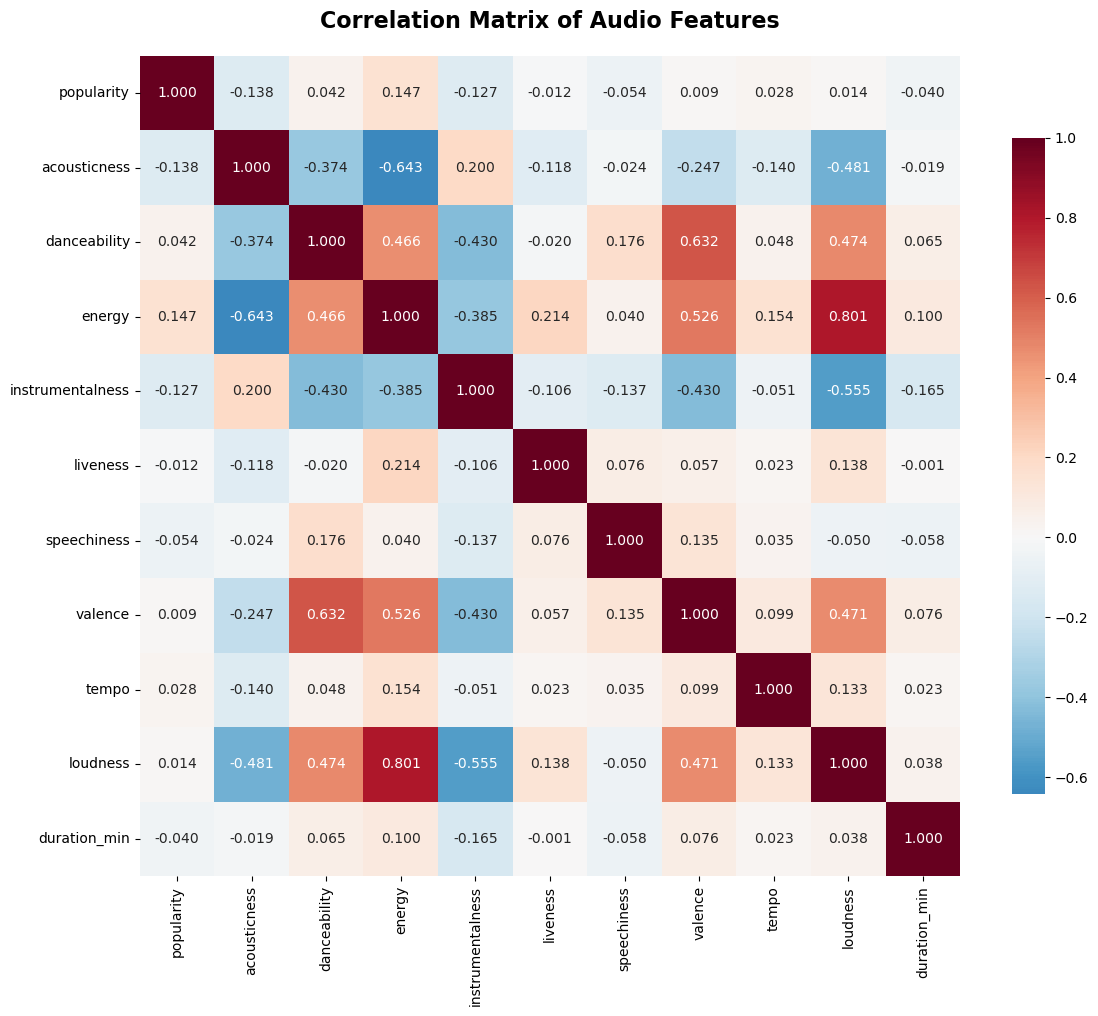 Correlation Matrix of Audio Features
popularity 1.000 -0.138 0.042 0.147 -0.127 -0.012 -0.054 0.009 0.028 0.014 -0.040
acousticness -0.138 1.000 -0.374 -0.643 0.200 -0.118 -0.024 -0.247 -0.140 -0.481 -0.019
danceability 0.042 -0.374 1.000 0.466 -0.430 -0.020 0.176 0.632 0.048 0.474 0.065
energy 0.147 -0.643 0.466 1.000 -0.385 0.214 0.040 0.526 0.154 0.801 0.100
instrumentalness -0.127 0.200 -0.430 -0.385 1.000 -0.106 -0.137 -0.430 -0.051 -0.555 -0.165
liveness -0.012 -0.118 -0.020 0.214 -0.106 1.000 0.076 0.057 0.023 0.138 -0.001
speechiness -0.054 -0.024 0.176 0.040 -0.137 0.076 1.000 0.135 0.035 -0.050 -0.058
valence 0.009 -0.247 0.632 0.526 -0.430 0.057 0.135 1.000 0.099 0.471 0.076
tempo 0.028 -0.140 0.048 0.154 -0.051 0.023 0.035 0.099 1.000 0.133 0.023
loudness 0.014 -0.481 0.474 0.801 -0.555 0.138 -0.050 0.471 0.133 1.000 0.038
duration_min -0.040 -0.019 0.065 0.100 -0.165 -0.001 -0.058 0.076 0.023 0.038 1.000
popularity
acousticness
danceability
energy
instrumentalness
liveness
speechiness
valence
tempo
loudness
duration_min
1.0
0.8
0.6
0.4
0.2
0.0
−0.2
−0.4
−0.6